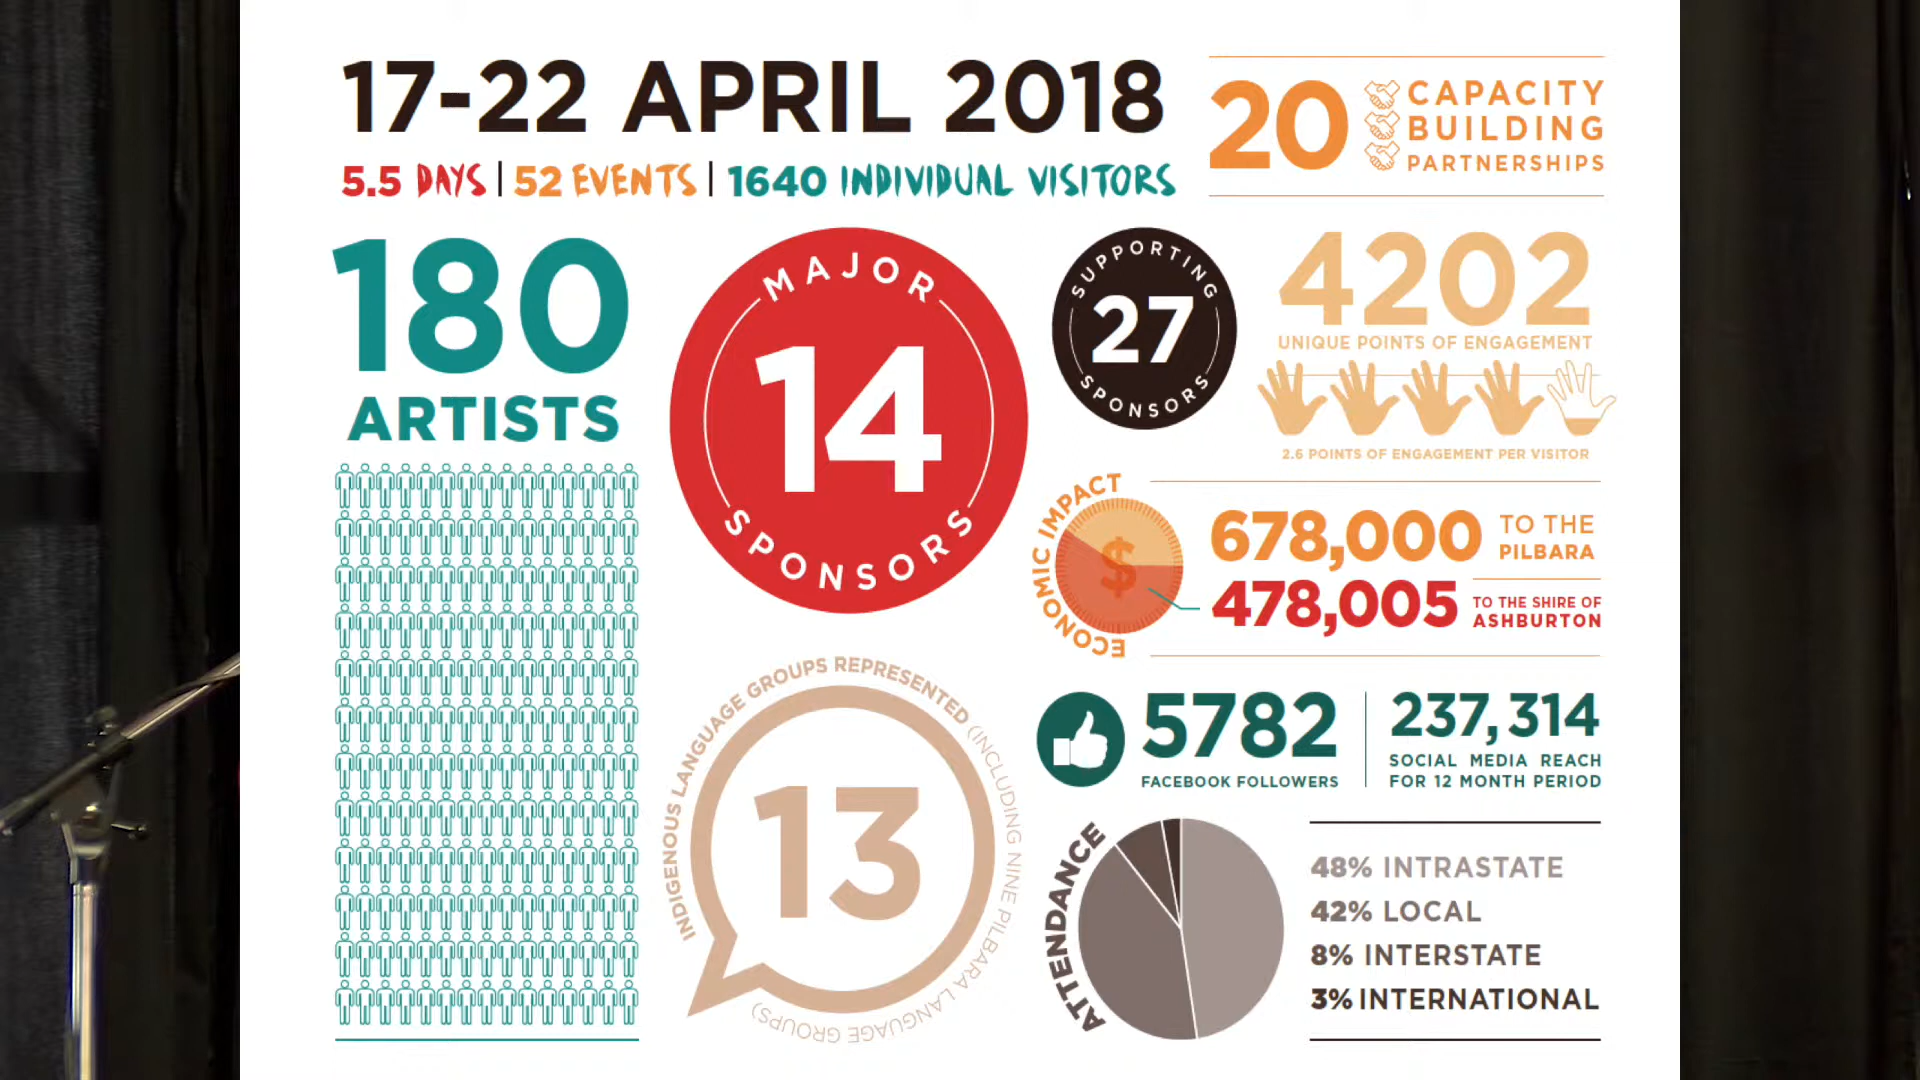 17-22 APRIL 2018
5.5 DAYS | 52 EVENTS | 1640 INDIVIDUAL VISITORS
20
CAPACITY
BUILDING
PARTNERSHIPS
180
ARTISTS
MAJOR
14
SPONSORS
SUPPORTING
27
SPONSORS
4202
UNIQUE POINTS OF ENGAGEMENT
2.6 POINTS OF ENGAGEMENT PER VISITOR
ECONOMIC IMPACT
$
678,000 TO THE
PILBARA
478,005 TO THE SHIRE OF
ASHBURTON
INDIGENOUS LANGUAGE GROUPS REPRESENTED (INCLUDING NINE PILBARA LANGUAGE GROUPS)
13
5782
FACEBOOK FOLLOWERS
237,314
SOCIAL MEDIA REACH
FOR 12 MONTH PERIOD
ATTENDANCE
48% INTRASTATE
42% LOCAL
8% INTERSTATE
3% INTERNATIONAL